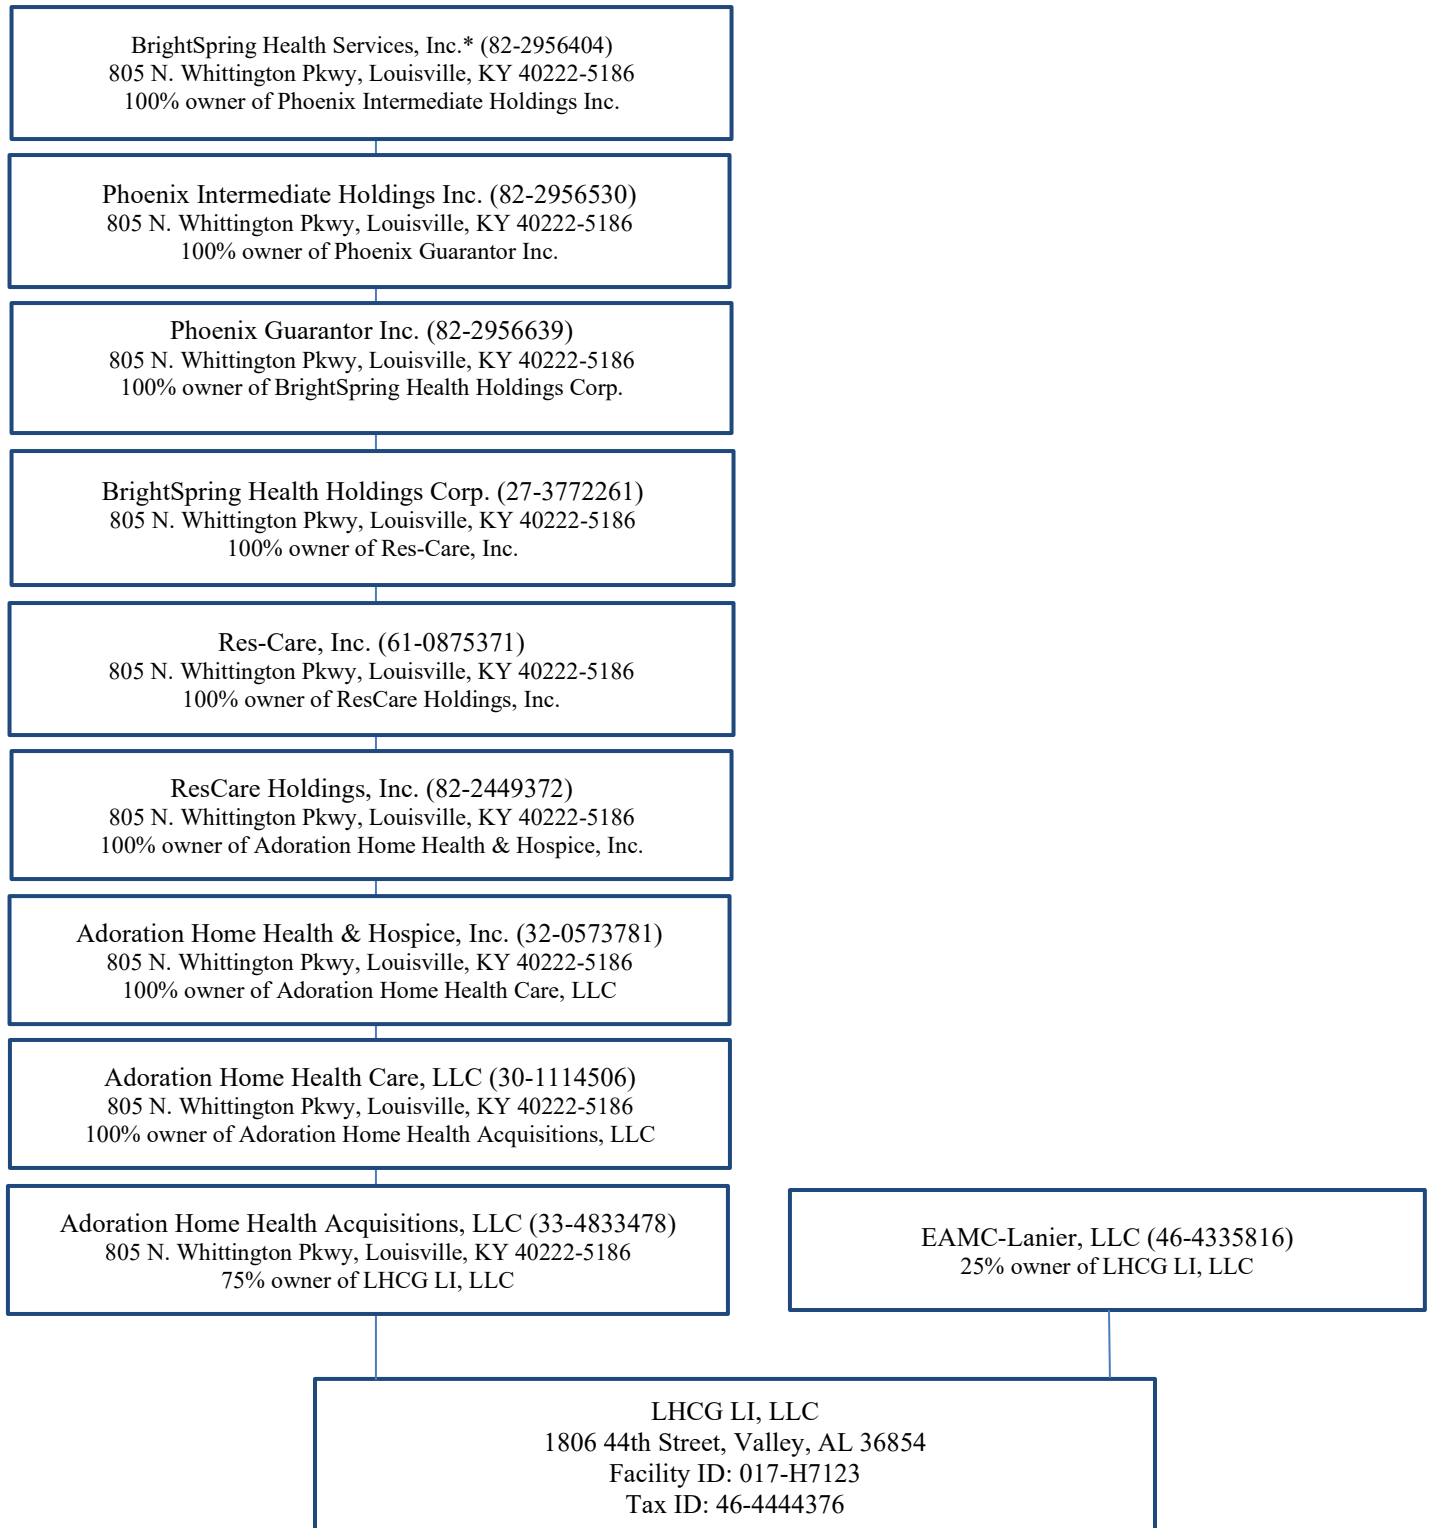 BrightSpring Health Services, Inc.* (82-2956404)
805 N. Whittington Pkwy, Louisville, KY 40222-5186
100% owner of Phoenix Intermediate Holdings Inc.
Phoenix Intermediate Holdings Inc. (82-2956530)
805 N. Whittington Pkwy, Louisville, KY 40222-5186
100% owner of Phoenix Guarantor Inc.
Phoenix Guarantor Inc. (82-2956639)
805 N. Whittington Pkwy, Louisville, KY 40222-5186
100% owner of BrightSpring Health Holdings Corp.
BrightSpring Health Holdings Corp. (27-3772261)
805 N. Whittington Pkwy, Louisville, KY 40222-5186
100% owner of Res-Care, Inc.
Res-Care, Inc. (61-0875371)
805 N. Whittington Pkwy, Louisville, KY 40222-5186
100% owner of ResCare Holdings, Inc.
ResCare Holdings, Inc. (82-2449372)
805 N. Whittington Pkwy, Louisville, KY 40222-5186
100% owner of Adoration Home Health & Hospice, Inc.
Adoration Home Health & Hospice, Inc. (32-0573781)
805 N. Whittington Pkwy, Louisville, KY 40222-5186
100% owner of Adoration Home Health Care, LLC
Adoration Home Health Care, LLC (30-1114506)
805 N. Whittington Pkwy, Louisville, KY 40222-5186
100% owner of Adoration Home Health Acquisitions, LLC
Adoration Home Health Acquisitions, LLC (33-4833478)
805 N. Whittington Pkwy, Louisville, KY 40222-5186
75% owner of LHCG LI, LLC
EAMC-Lanier, LLC (46-4335816)
25% owner of LHCG LI, LLC
LHCG LI, LLC
1806 44th Street, Valley, AL 36854
Facility ID: 017-H7123
Tax ID: 46-4444376